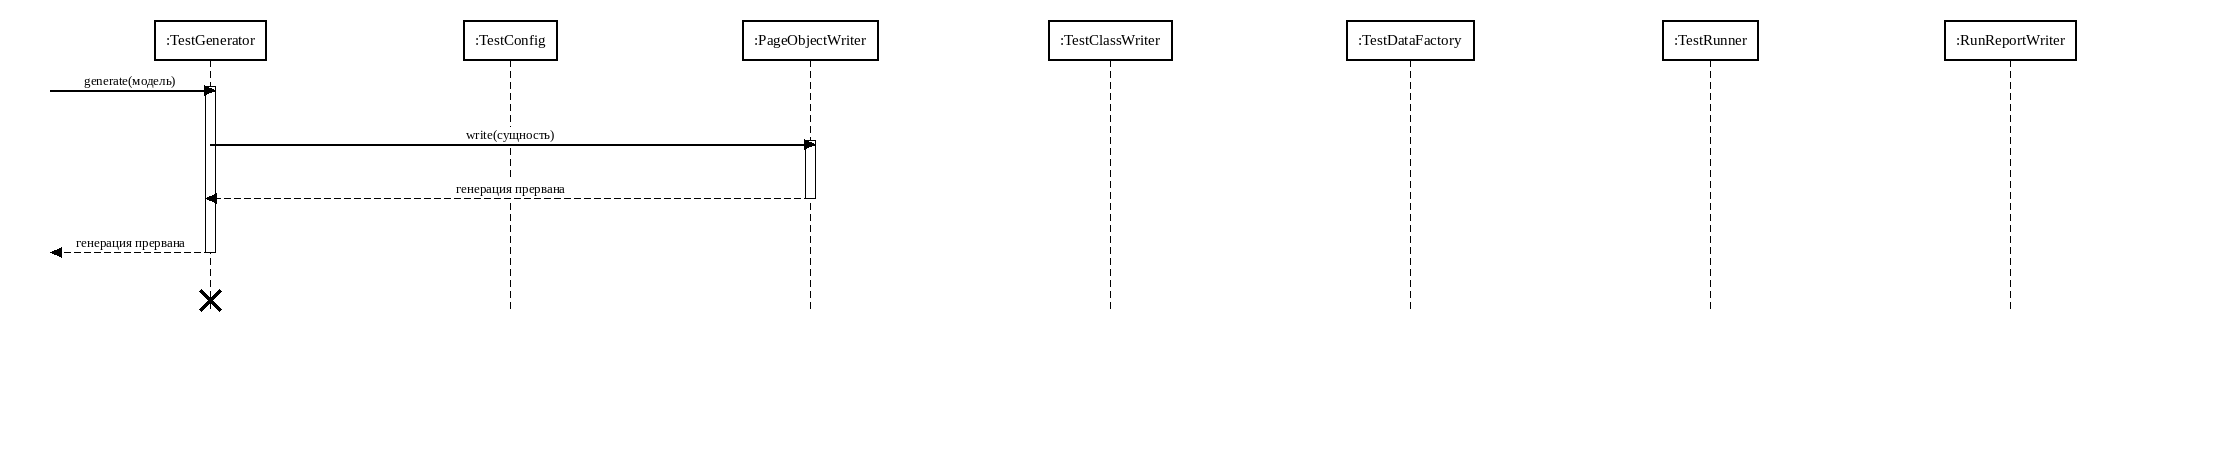 :TestGenerator
:TestConfig
:PageObjectWriter
:TestClassWriter
:TestDataFactory
:TestRunner
:RunReportWriter
generate(модель)
write(сущность)
генерация прервана
генерация прервана